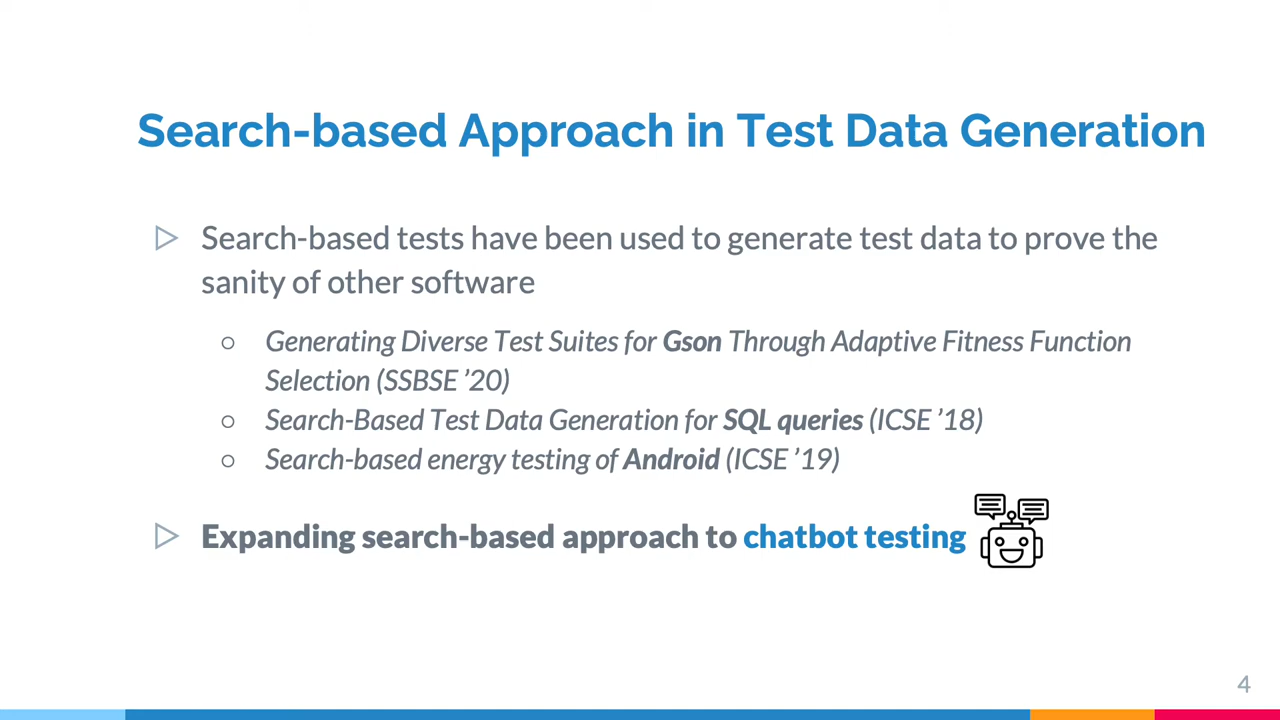 Search-based Approach in Test Data Generation
Search-based tests have been used to generate test data to prove the
sanity of other software
Generating Diverse Test Suites for Gson Through Adaptive Fitness Function
Selection (SSBSE ’20)
Search-Based Test Data Generation for SQL queries (ICSE ’18)
Search-based energy testing of Android (ICSE ’19)
Expanding search-based approach to chatbot testing
4